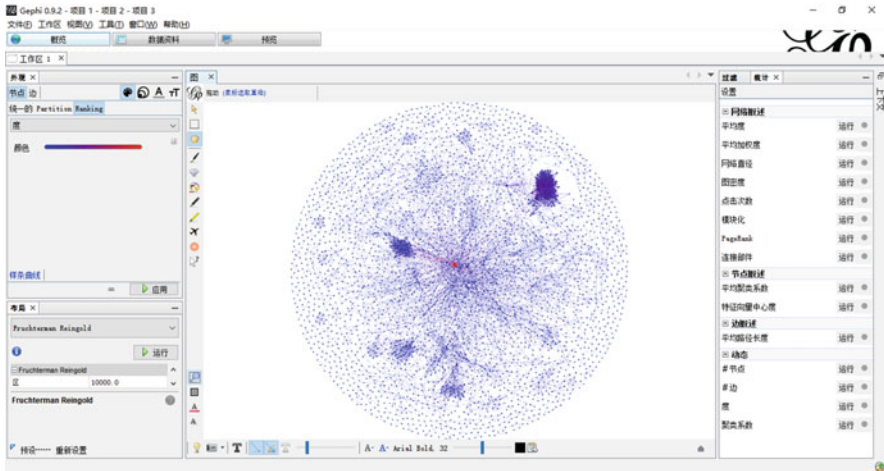 Gephi 0.9.2 - 项目 1 - 项目 2 - 项目 3
文件(F) 工作区 视图(V) 工具(T) 窗口(W) 帮助(H)
概览 数据资料 预览
工作区 1 ×
外观 ×
节点 边
统一的 Partition Ranking
度
颜色
样条曲线
应用
布局 ×
Fruchterman Reingold
运行
Fruchterman Reingold
区 10000.0
Fruchterman Reingold
预设…… 重新设置
图 ×
拖动
A- A- Arial Bold, 32
过滤 统计 ×
设置
网络概述
平均度 运行
平均加权度 运行
网络直径 运行
图密度 运行
点击次数 运行
模块化 运行
PageRank 运行
连接部件 运行
节点概述
平均聚类系数 运行
特征向量中心度 运行
边概述
平均路径长度 运行
动态
#节点 运行
#边 运行
度 运行
聚类系数 运行